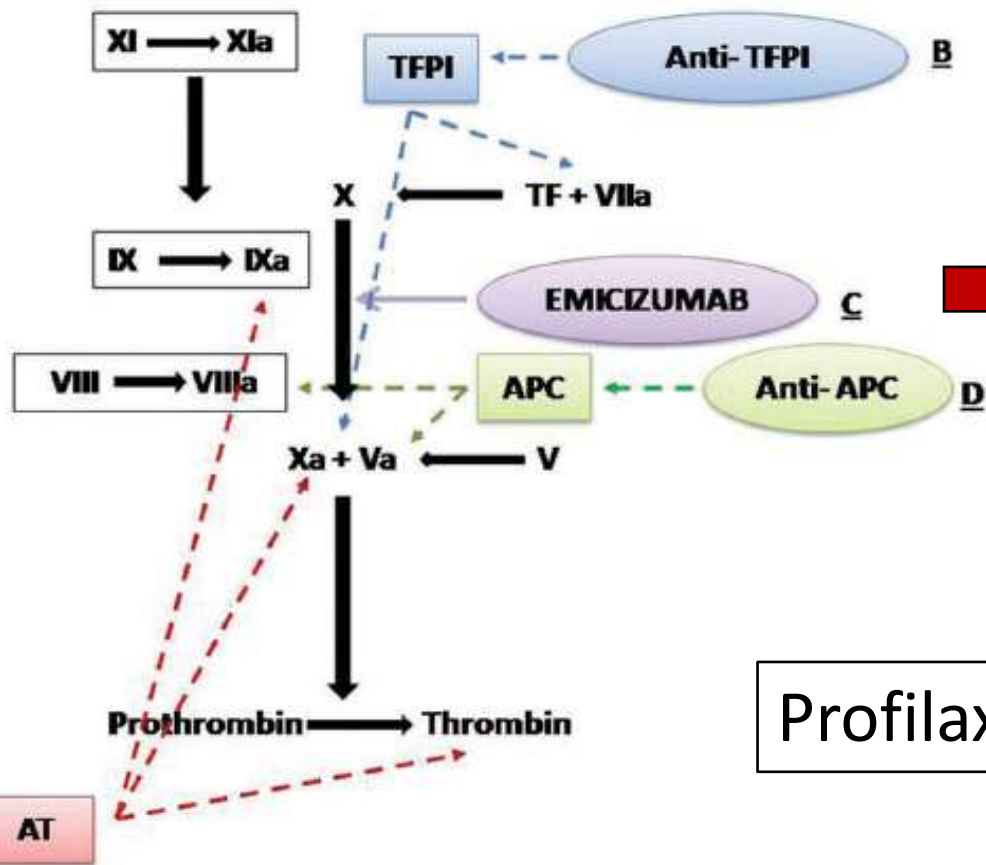 XI XIa
TFPI
Anti-TFPI
B
X
TF + VIIa
IX IXa
EMICIZUMAB
C
VIII VIIIa
APC
Anti-APC
D
Xa + Va
V
Prothrombin Thrombin
Profilax
AT